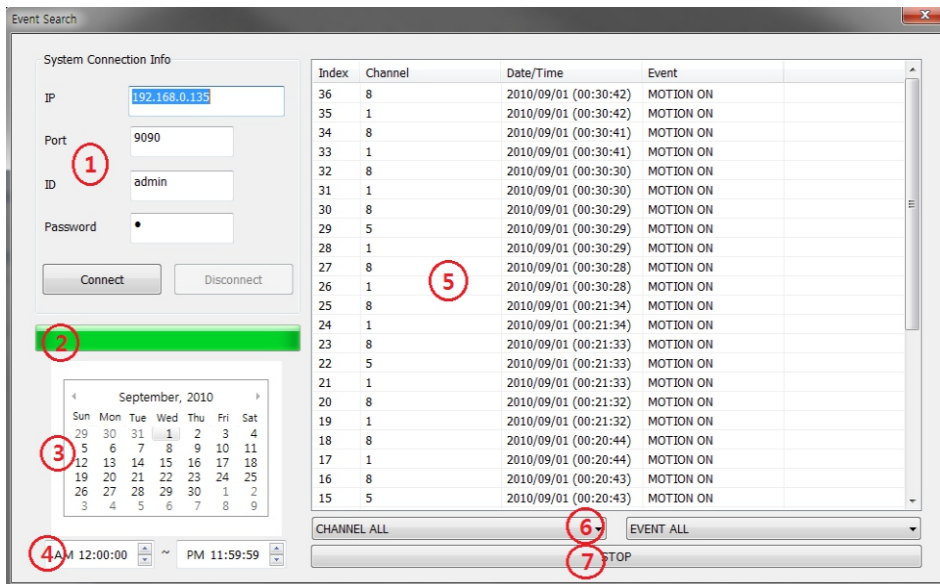 Event Search
System Connection Info
IP 192.168.0.135
Port 9090
ID admin
Password
1
Connect Disconnect
2
September, 2010
Sun Mon Tue Wed Thu Fri Sat
29 30 31 1 2 3 4
5 6 7 8 9 10 11
12 13 14 15 16 17 18
19 20 21 22 23 24 25
26 27 28 29 30 1 2
3 4 5 6 7 8 9
3
4
AM 12:00:00 ~ PM 11:59:59
Index Channel Date/Time Event
36 8 2010/09/01 (00:30:42) MOTION ON
35 1 2010/09/01 (00:30:42) MOTION ON
34 8 2010/09/01 (00:30:41) MOTION ON
33 1 2010/09/01 (00:30:41) MOTION ON
32 8 2010/09/01 (00:30:30) MOTION ON
31 1 2010/09/01 (00:30:30) MOTION ON
30 8 2010/09/01 (00:30:29) MOTION ON
29 5 2010/09/01 (00:30:29) MOTION ON
28 1 2010/09/01 (00:30:29) MOTION ON
27 8 2010/09/01 (00:30:28) MOTION ON
26 1 2010/09/01 (00:30:28) MOTION ON
25 8 2010/09/01 (00:21:34) MOTION ON
24 1 2010/09/01 (00:21:34) MOTION ON
23 8 2010/09/01 (00:21:33) MOTION ON
22 5 2010/09/01 (00:21:33) MOTION ON
21 1 2010/09/01 (00:21:33) MOTION ON
20 8 2010/09/01 (00:21:32) MOTION ON
19 1 2010/09/01 (00:21:32) MOTION ON
18 8 2010/09/01 (00:20:44) MOTION ON
17 1 2010/09/01 (00:20:44) MOTION ON
16 8 2010/09/01 (00:20:43) MOTION ON
15 5 2010/09/01 (00:20:43) MOTION ON
5
CHANNEL ALL EVENT ALL
6
7
STOP